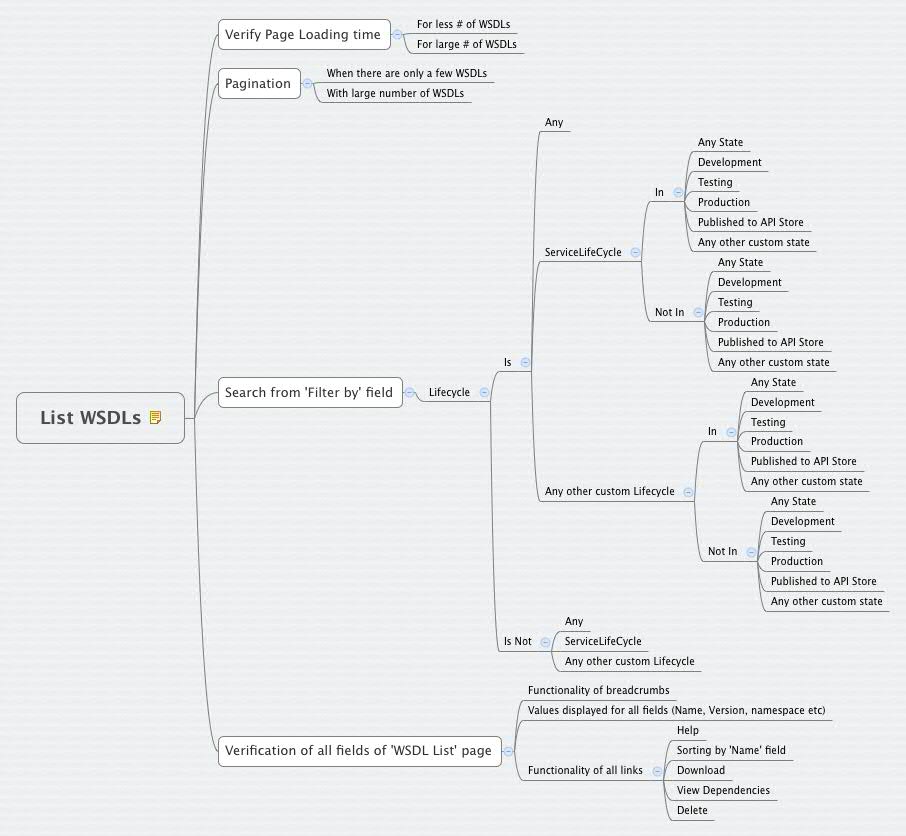 List WSDLs
Verify Page Loading time
For less # of WSDLs
For large # of WSDLs
Pagination
When there are only a few WSDLs
With large number of WSDLs
Search from 'Filter by' field
Lifecycle
Is
Any
ServiceLifeCycle
In
Any State
Development
Testing
Production
Published to API Store
Any other custom state
Not In
Any State
Development
Testing
Production
Published to API Store
Any other custom state
Any other custom Lifecycle
In
Any State
Development
Testing
Production
Published to API Store
Any other custom state
Not In
Any State
Development
Testing
Production
Published to API Store
Any other custom state
Is Not
Any
ServiceLifeCycle
Any other custom Lifecycle
Verification of all fields of 'WSDL List' page
Functionality of breadcrumbs
Values displayed for all fields (Name, Version, namespace etc)
Functionality of all links
Help
Sorting by 'Name' field
Download
View Dependencies
Delete